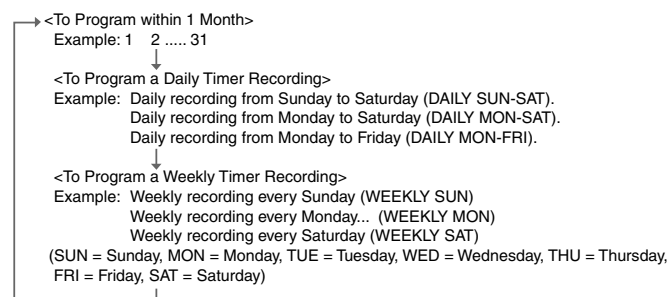 <To Program within 1 Month>
Example: 1 2 ..... 31
<To Program a Daily Timer Recording>
Example: Daily recording from Sunday to Saturday (DAILY SUN-SAT).
Daily recording from Monday to Saturday (DAILY MON-SAT).
Daily recording from Monday to Friday (DAILY MON-FRI).
<To Program a Weekly Timer Recording>
Example: Weekly recording every Sunday (WEEKLY SUN)
Weekly recording every Monday... (WEEKLY MON)
Weekly recording every Saturday (WEEKLY SAT)
(SUN = Sunday, MON = Monday, TUE = Tuesday, WED = Wednesday, THU = Thursday,
FRI = Friday, SAT = Saturday)